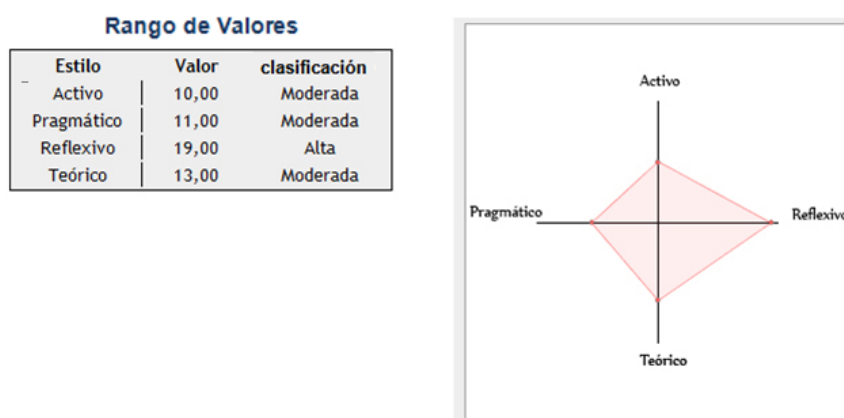 Rango de Valores
Estilo Valor clasificación
Activo 10,00 Moderada
Pragmático 11,00 Moderada
Reflexivo 19,00 Alta
Teórico 13,00 Moderada
Activo
Pragmático
Reflexivo
Teórico